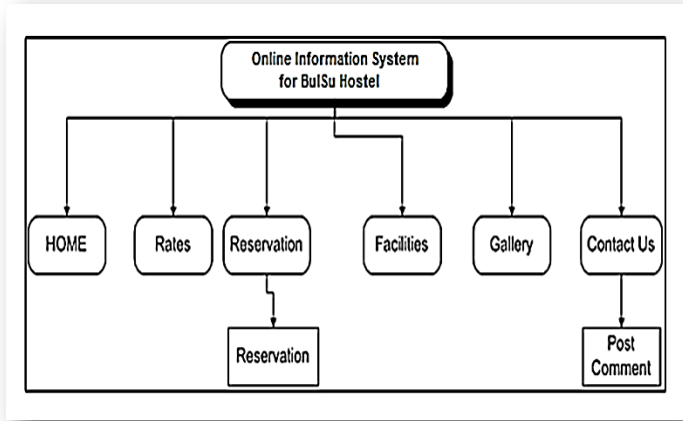 Online Information System
for BulSu Hostel
HOME
Rates
Reservation
Facilities
Gallery
Contact Us
Reservation
Post
Comment